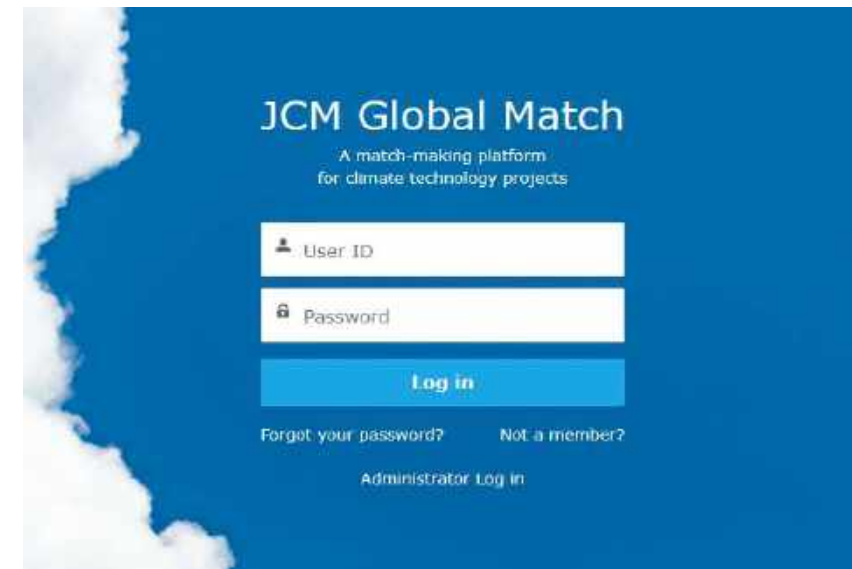 JCM Global Match
A match-making platform
for climate technology projects
User ID
Password
Log in
Forgot your password? Not a member?
Administrator Log in